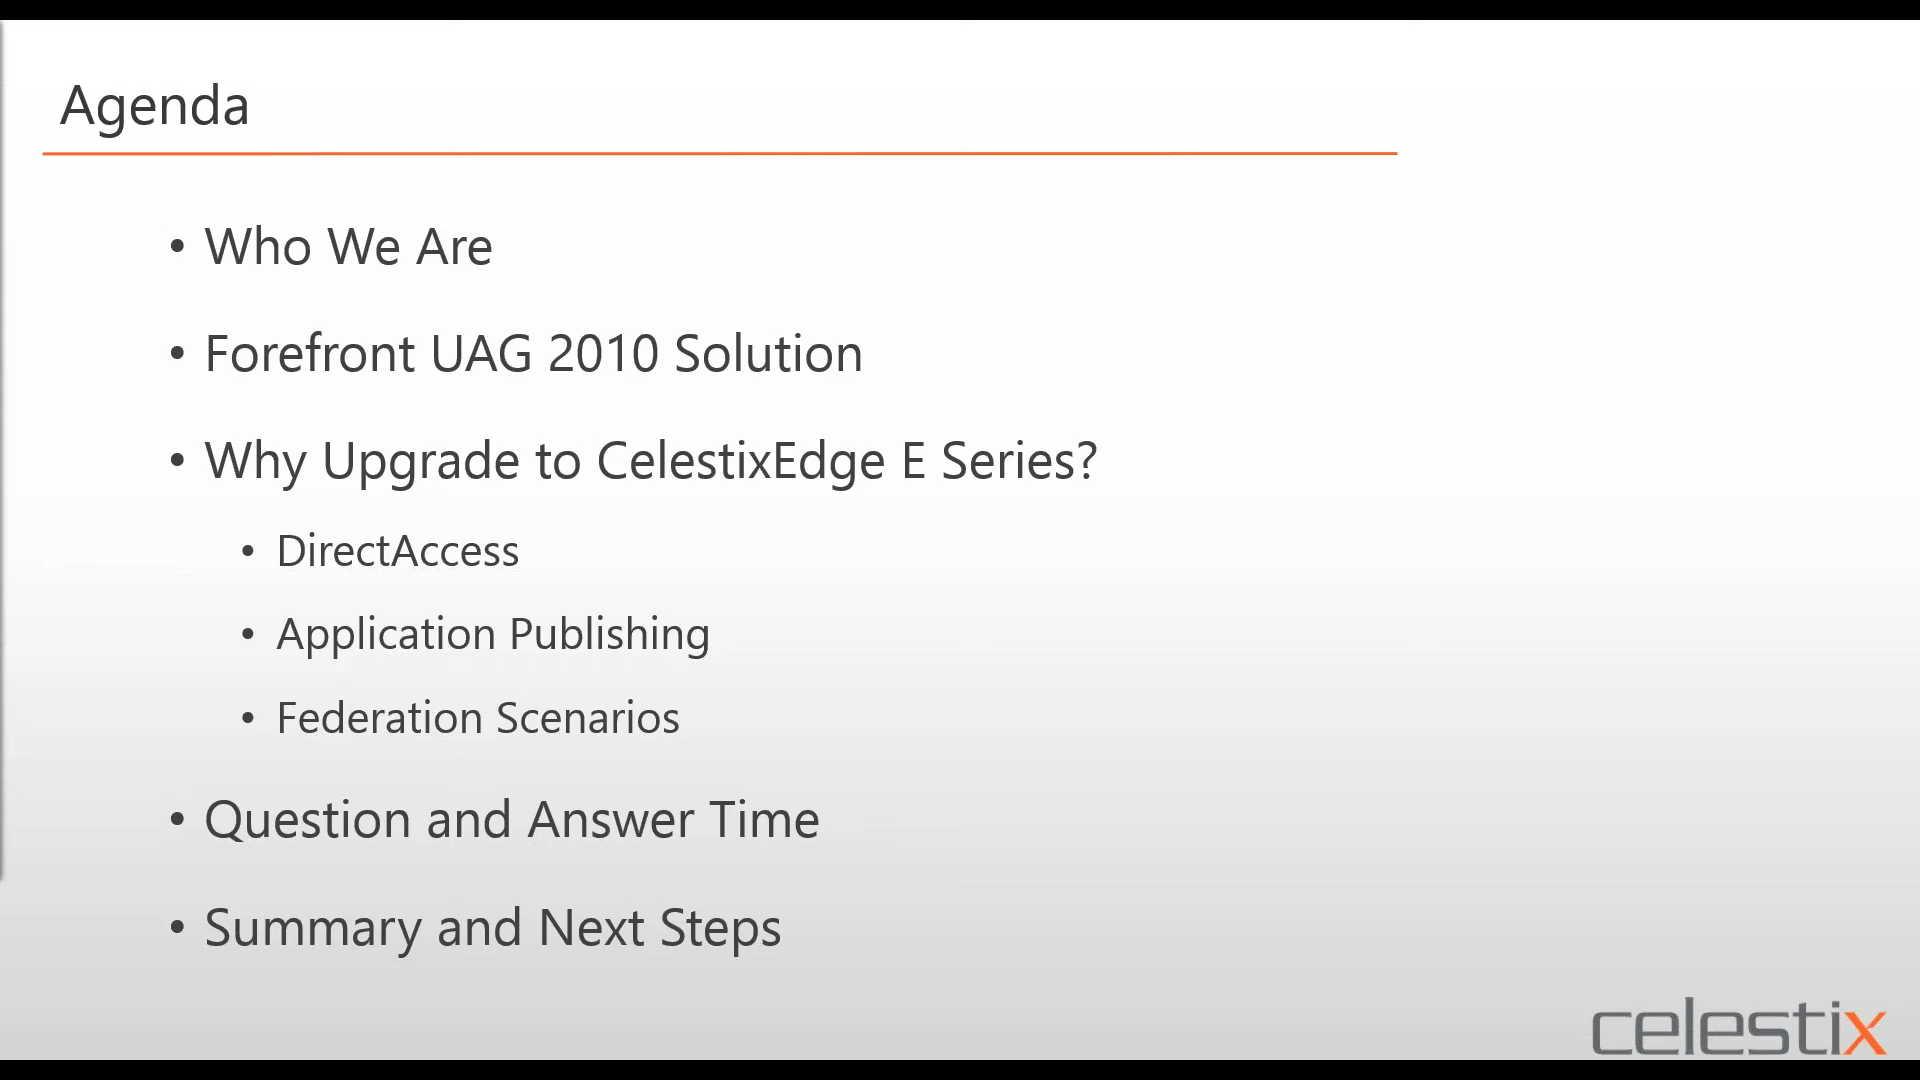 Agenda
• Who We Are
• Forefront UAG 2010 Solution
• Why Upgrade to CelestixEdge E Series?
• DirectAccess
• Application Publishing
• Federation Scenarios
• Question and Answer Time
• Summary and Next Steps
celestix